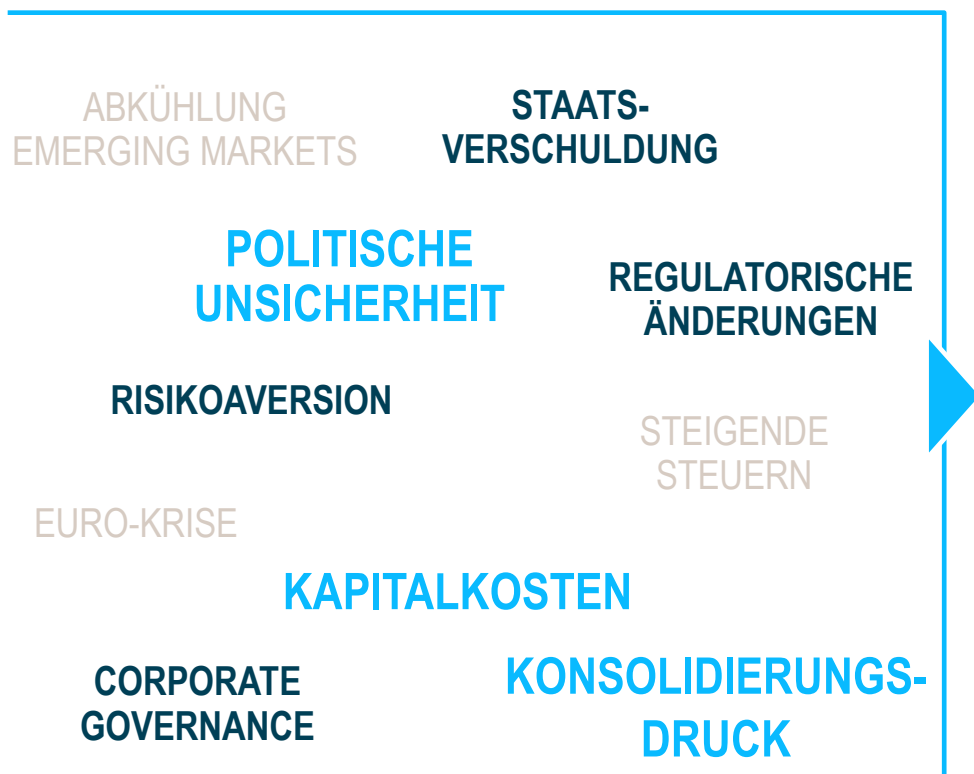 ABKÜHLUNG
EMERGING MARKETS
STAATS-
VERSCHULDUNG
POLITISCHE
UNSICHERHEIT
REGULATORISCHE
ÄNDERUNGEN
RISIKOAVERSION
STEIGENDE
STEUERN
EURO-KRISE
KAPITALKOSTEN
CORPORATE
GOVERNANCE
KONSOLIDIERUNGS-
DRUCK